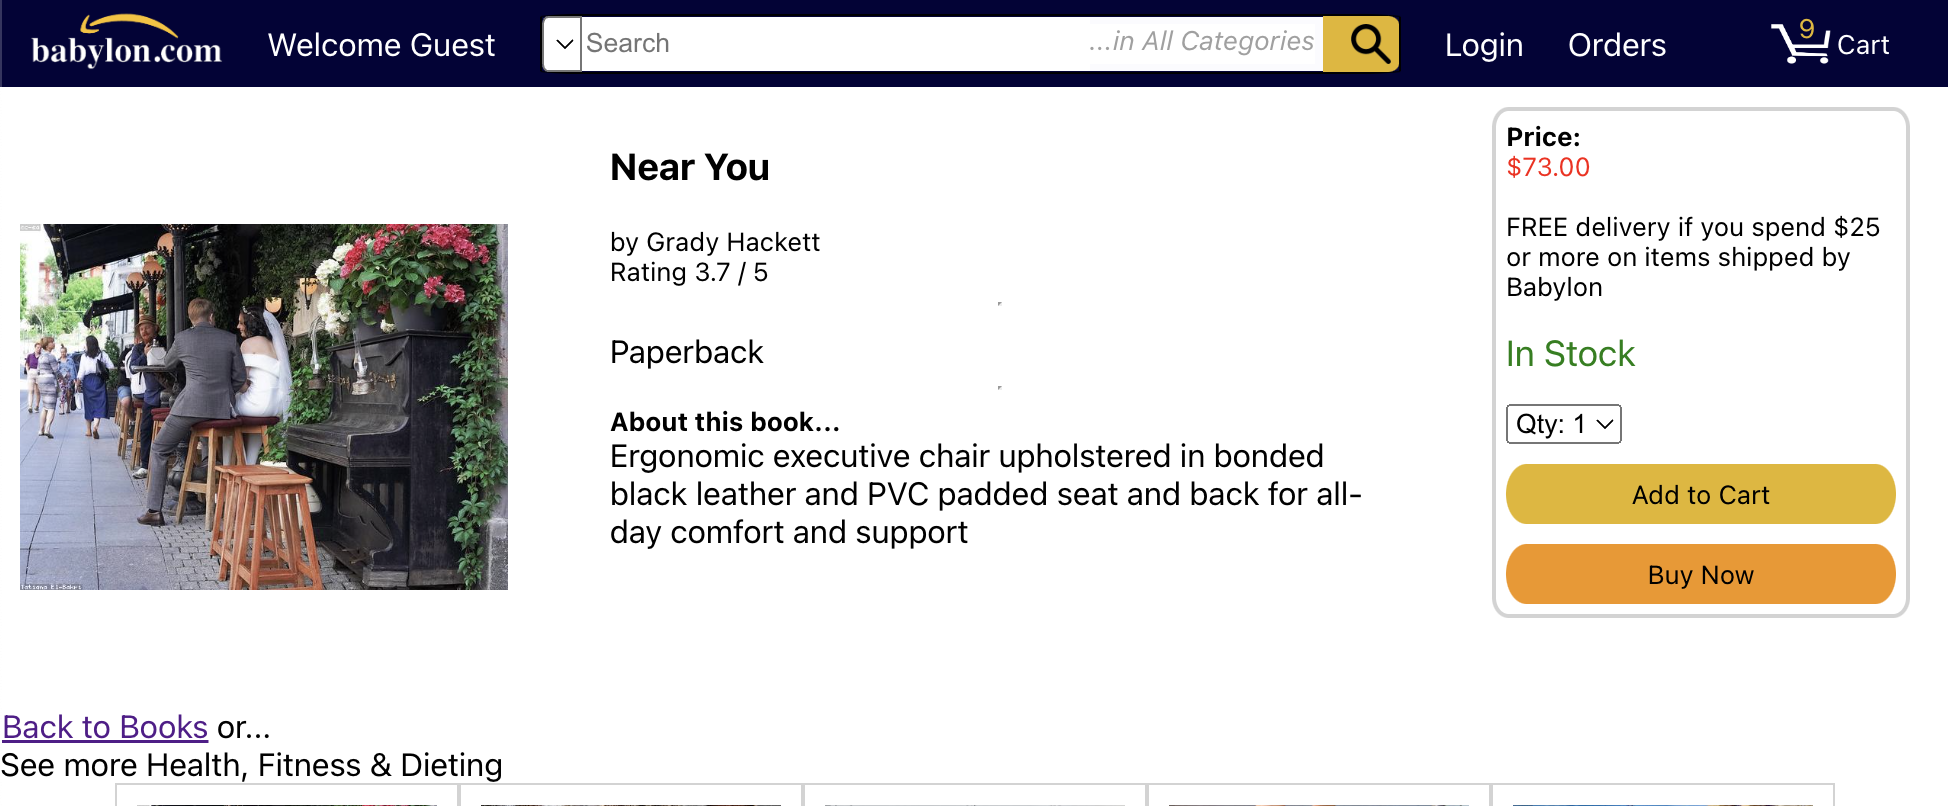 babylon.com
Welcome Guest
Search
...in All Categories
Login
Orders
9
Cart
Near You
by Grady Hackett
Rating 3.7 / 5
Paperback
About this book...
Ergonomic executive chair upholstered in bonded
black leather and PVC padded seat and back for all-
day comfort and support
Price:
$73.00
FREE delivery if you spend $25
or more on items shipped by
Babylon
In Stock
Qty: 1
Add to Cart
Buy Now
Tatiana El-Bakri
Back to Books or...
See more Health, Fitness & Dieting